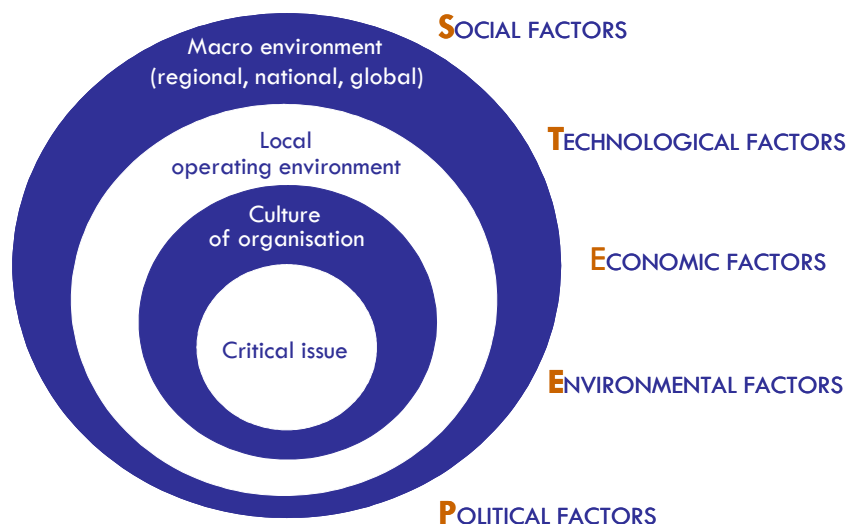 Macro environment
(regional, national, global)
Local
operating environment
Culture
of organisation
Critical issue
SOCIAL FACTORS
TECHNOLOGICAL FACTORS
ECONOMIC FACTORS
ENVIRONMENTAL FACTORS
POLITICAL FACTORS